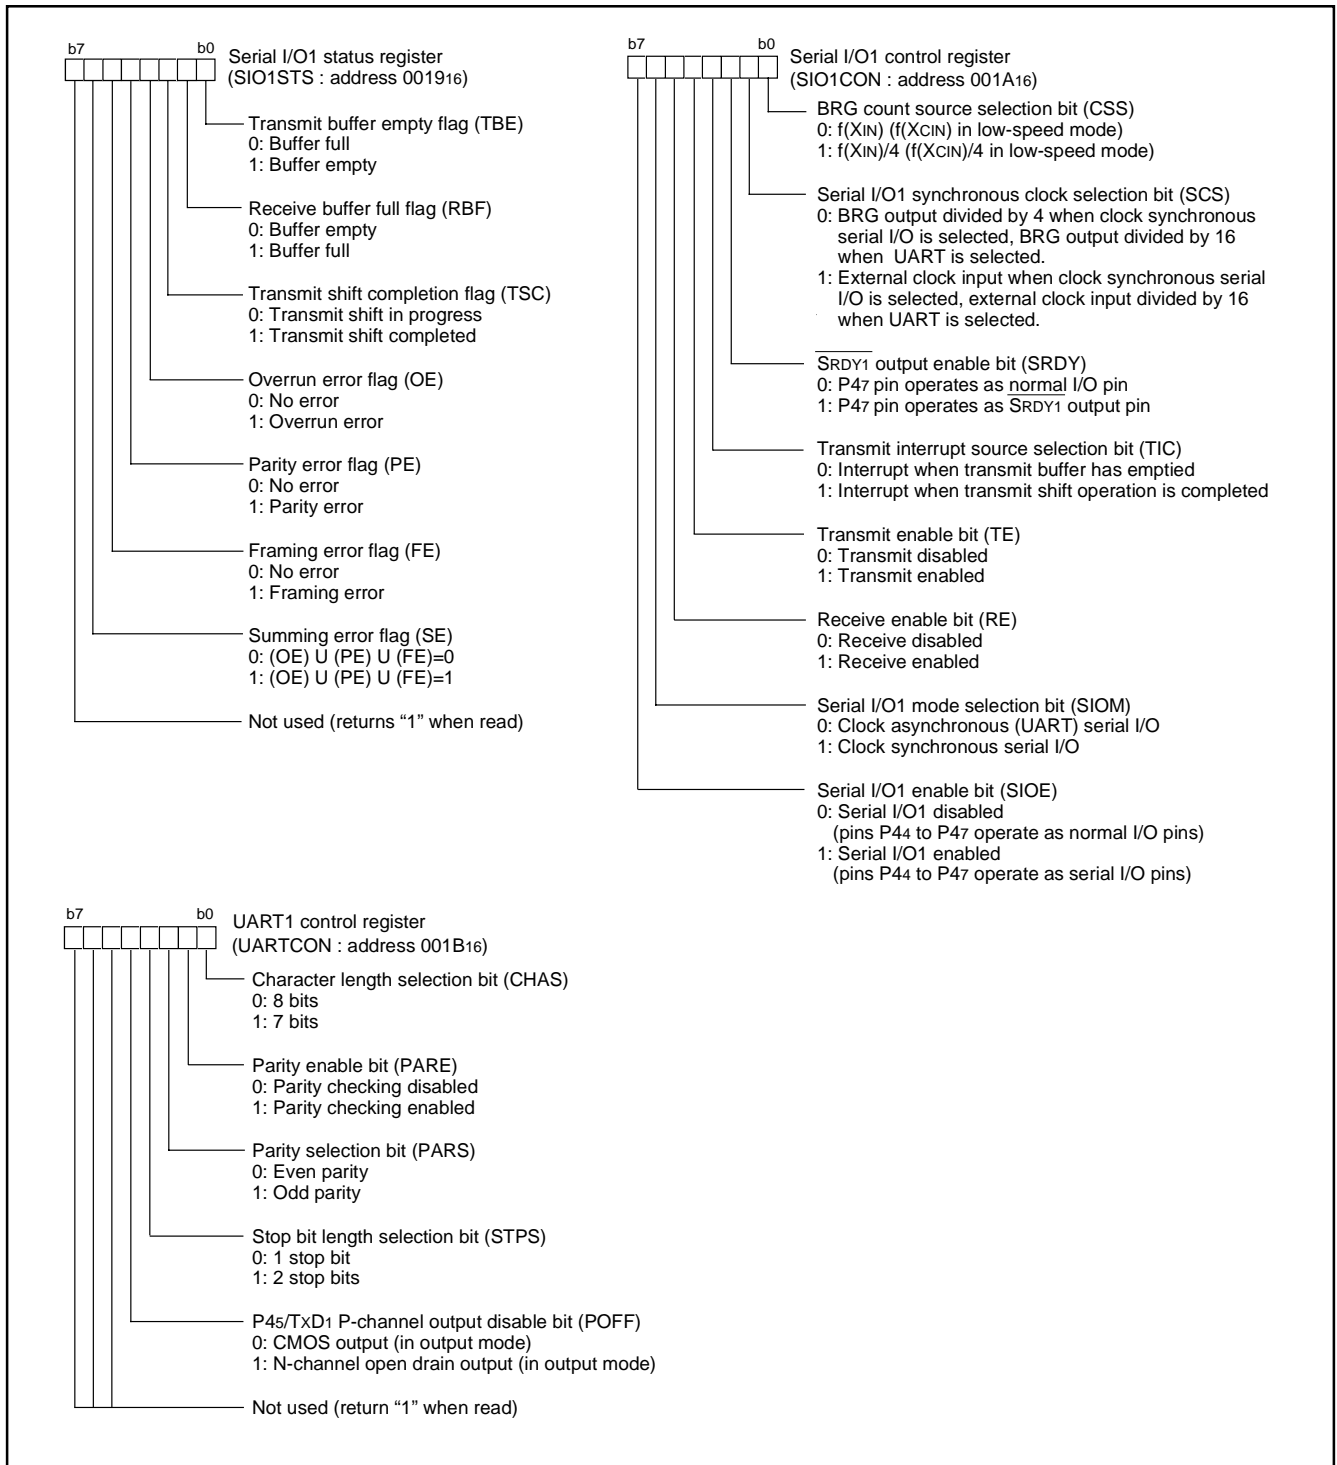 b7 b0 Serial I/O1 status register
(SIO1STS : address 001916)
Transmit buffer empty flag (TBE)
0: Buffer full
1: Buffer empty
Receive buffer full flag (RBF)
0: Buffer empty
1: Buffer full
Transmit shift completion flag (TSC)
0: Transmit shift in progress
1: Transmit shift completed
Overrun error flag (OE)
0: No error
1: Overrun error
Parity error flag (PE)
0: No error
1: Parity error
Framing error flag (FE)
0: No error
1: Framing error
Summing error flag (SE)
0: (OE) U (PE) U (FE)=0
1: (OE) U (PE) U (FE)=1
Not used (returns “1” when read)
b7 b0 Serial I/O1 control register
(SIO1CON : address 001A16)
BRG count source selection bit (CSS)
0: f(XIN) (f(XCIN) in low-speed mode)
1: f(XIN)/4 (f(XCIN)/4 in low-speed mode)
Serial I/O1 synchronous clock selection bit (SCS)
0: BRG output divided by 4 when clock synchronous
serial I/O is selected, BRG output divided by 16
when UART is selected.
1: External clock input when clock synchronous serial
I/O is selected, external clock input divided by 16
when UART is selected.
SRDY1 output enable bit (SRDY)
0: P47 pin operates as normal I/O pin
1: P47 pin operates as SRDY1 output pin
Transmit interrupt source selection bit (TIC)
0: Interrupt when transmit buffer has emptied
1: Interrupt when transmit shift operation is completed
Transmit enable bit (TE)
0: Transmit disabled
1: Transmit enabled
Receive enable bit (RE)
0: Receive disabled
1: Receive enabled
Serial I/O1 mode selection bit (SIOM)
0: Clock asynchronous (UART) serial I/O
1: Clock synchronous serial I/O
Serial I/O1 enable bit (SIOE)
0: Serial I/O1 disabled
(pins P44 to P47 operate as normal I/O pins)
1: Serial I/O1 enabled
(pins P44 to P47 operate as serial I/O pins)
b7 b0 UART1 control register
(UARTCON : address 001B16)
Character length selection bit (CHAS)
0: 8 bits
1: 7 bits
Parity enable bit (PARE)
0: Parity checking disabled
1: Parity checking enabled
Parity selection bit (PARS)
0: Even parity
1: Odd parity
Stop bit length selection bit (STPS)
0: 1 stop bit
1: 2 stop bits
P45/TXD1 P-channel output disable bit (POFF)
0: CMOS output (in output mode)
1: N-channel open drain output (in output mode)
Not used (return “1” when read)